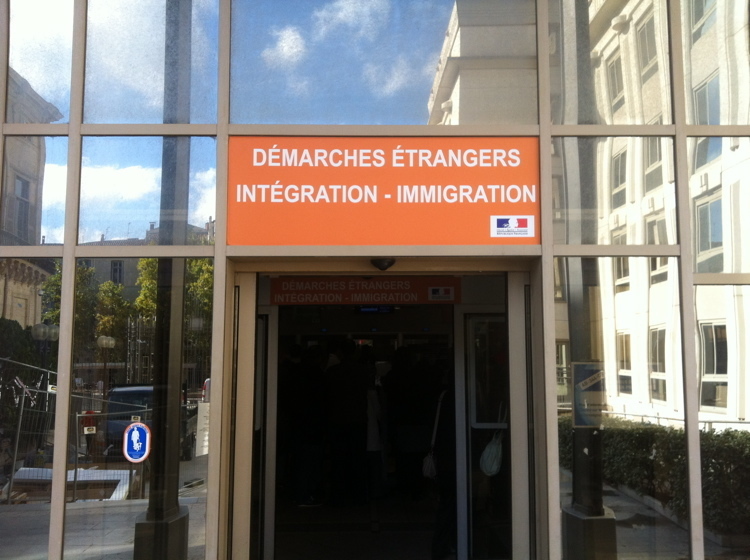 DÉMARCHES ÉTRANGERS
INTÉGRATION - IMMIGRATION
DÉMARCHES ÉTRANGERS
INTÉGRATION - IMMIGRATION